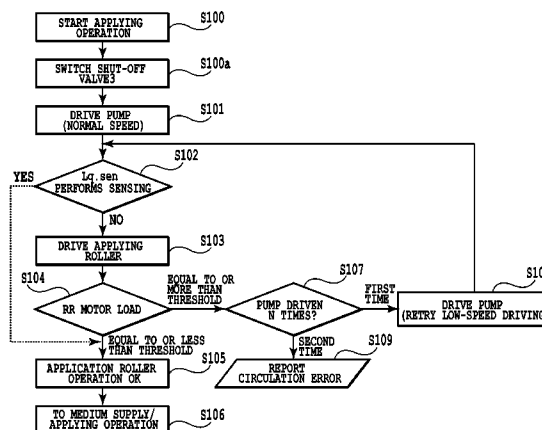 S100
START APPLYING
OPERATION
S100a
SWITCH SHUT-OFF
VALVE3
S101
DRIVE PUMP
(NORMAL SPEED)
S102
YES
Lq.sen
PERFORMS SENSING
NO
S103
DRIVE APPLYING
ROLLER
S104
RR MOTOR LOAD
EQUAL TO OR
MORE THAN
THRESHOLD
S107
PUMP DRIVEN
N TIMES?
FIRST
TIME
DRIVE PUMP
(RETRY LOW-SPEED DRIVING)
EQUAL TO OR LESS
THAN THRESHOLD
SECOND
TIME
S109
REPORT
CIRCULATION ERROR
S105
APPLICATION ROLLER
OPERATION OK
TO MEDIUM SUPPLY/
APPLYING OPERATION
S106